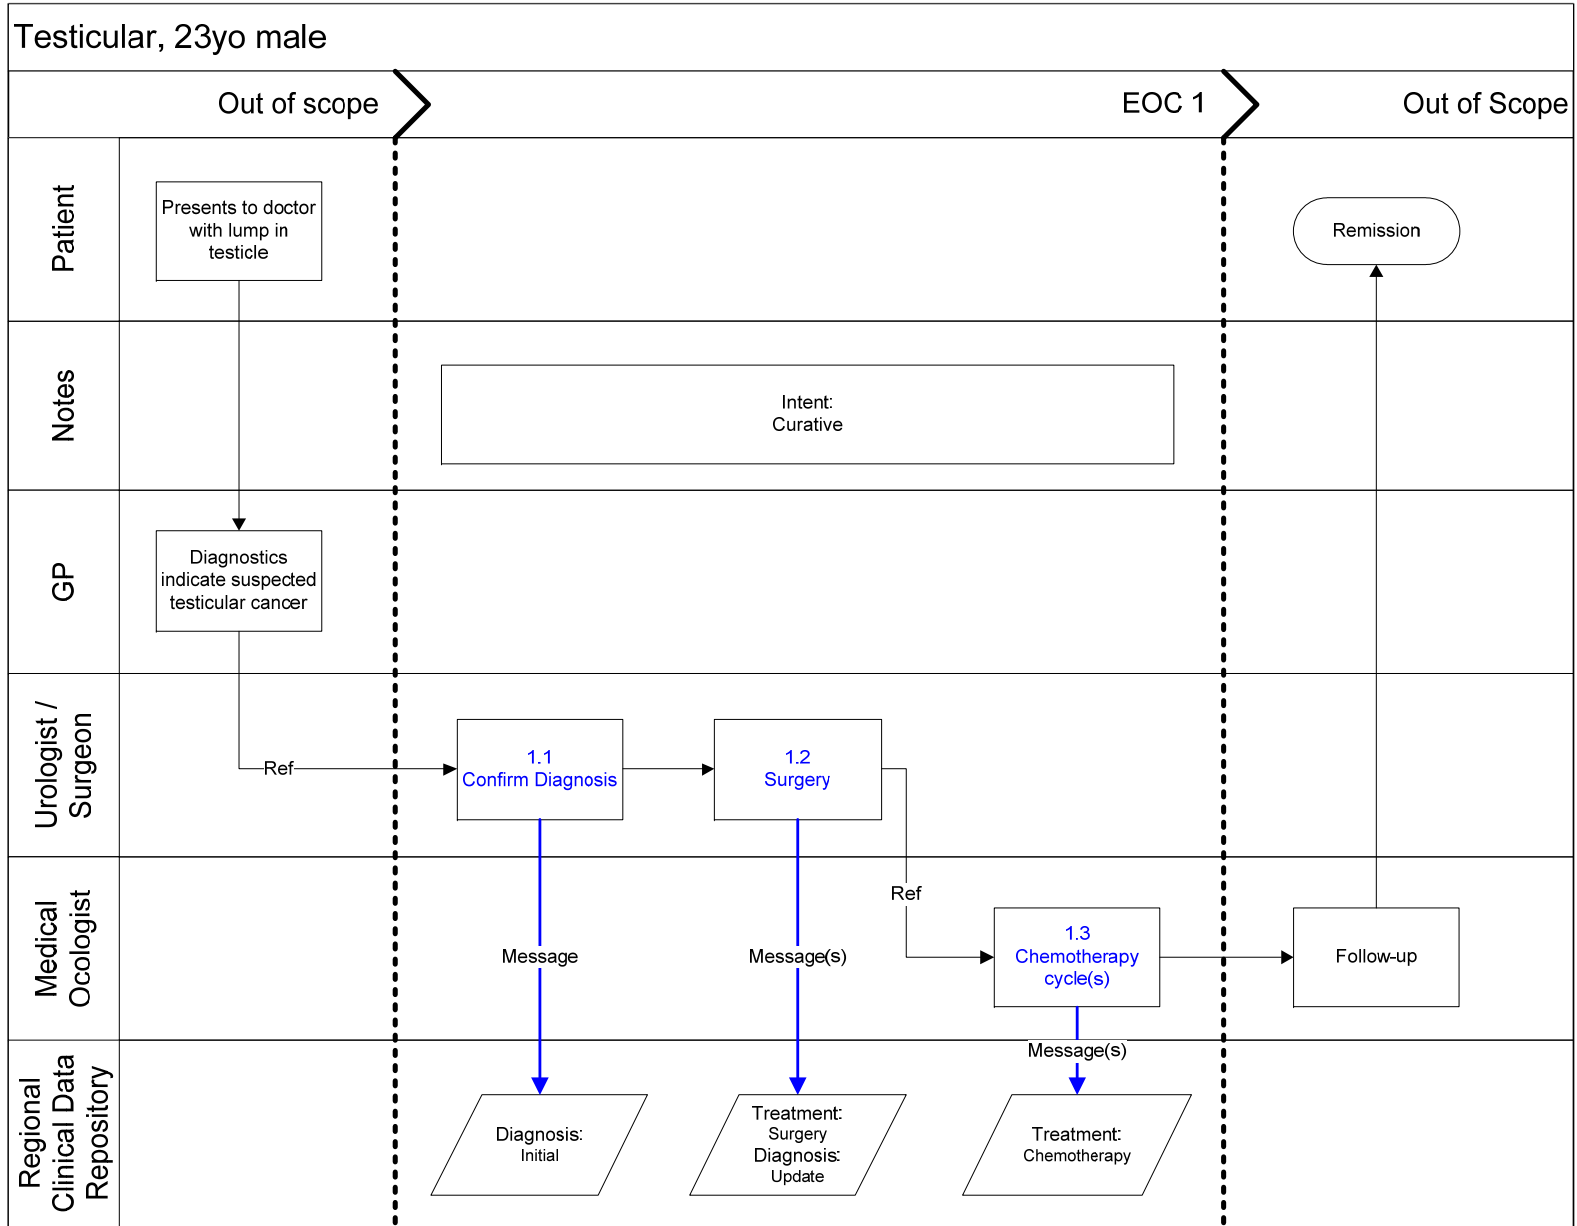 Testicular, 23yo male
Out of scope
EOC 1
Out of Scope
Patient
Presents to doctor
with lump in
testicle
Remission
Notes
Intent:
Curative
GP
Diagnostics
indicate suspected
testicular cancer
Urologist /
Surgeon
Ref
1.1
Confirm Diagnosis
1.2
Surgery
Medical
Ocologist
Message
Message(s)
Ref
1.3
Chemotherapy
cycle(s)
Follow-up
Message(s)
Regional
Clinical Data
Repository
Diagnosis:
Initial
Treatment:
Surgery
Diagnosis:
Update
Treatment:
Chemotherapy